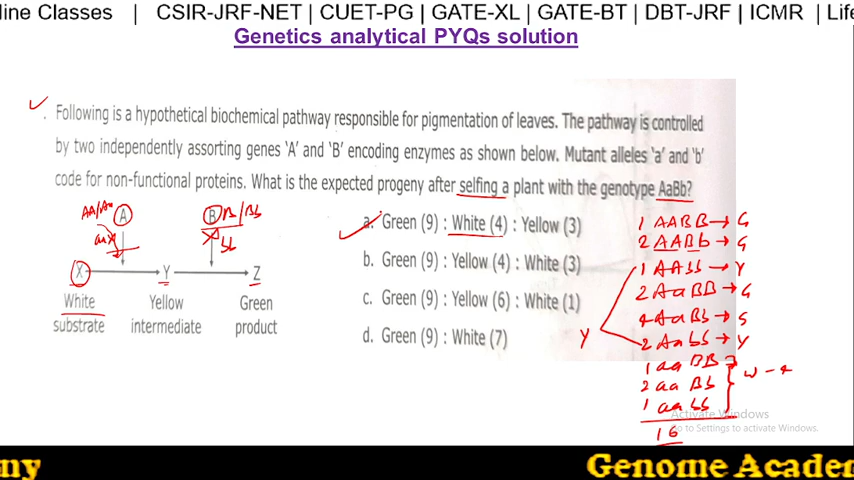 line Classes | CSIR-JRF-NET | CUET-PG | GATE-XL | GATE-BT | DBT-JRF | ICMR | Life
Genetics analytical PYQs solution
Following is a hypothetical biochemical pathway responsible for pigmentation of leaves. The pathway is controlled
by two independently assorting genes 'A' and 'B' encoding enzymes as shown below. Mutant alleles 'a' and 'b'
code for non-functional proteins. What is the expected progeny after selfing a plant with the genotype AaBb?
AA/Aa A
aa
B B/Bb
bb
X → Y → Z
White Yellow Green
substrate intermediate product
a. Green (9) : White (4) : Yellow (3)
b. Green (9) : Yellow (4) : White (3)
c. Green (9) : Yellow (6) : White (1)
d. Green (9) : White (7)
1 AABB → G
2 AABb → G
1 AAbb → Y
2 AaBB → G
4 AaBb → G
2 Aabb → Y
1 aaBB
2 aaBb
1 aabb
16
Y
W - 4
Activate Windows
Go to Settings to activate Windows.
my
Genome Acade